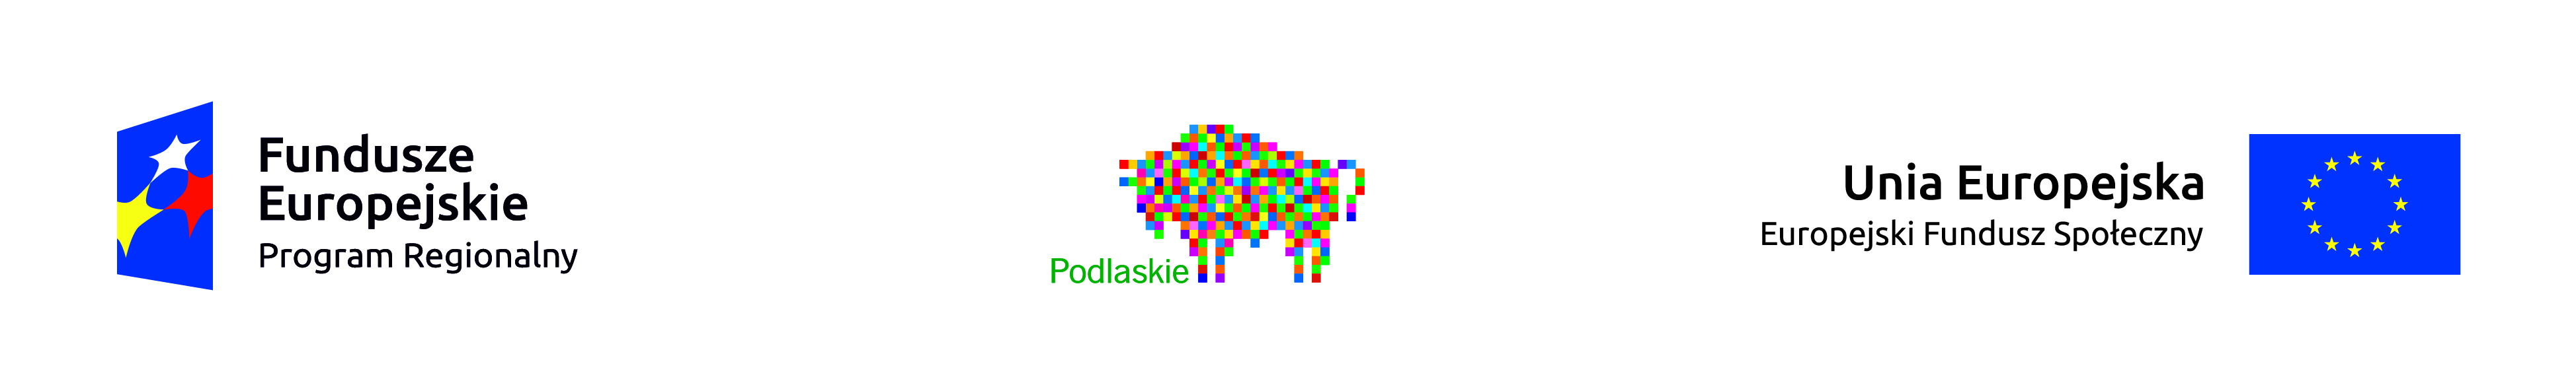 Fundusze
Europejskie
Program Regionalny
Podlaskie
Unia Europejska
Europejski Fundusz Społeczny